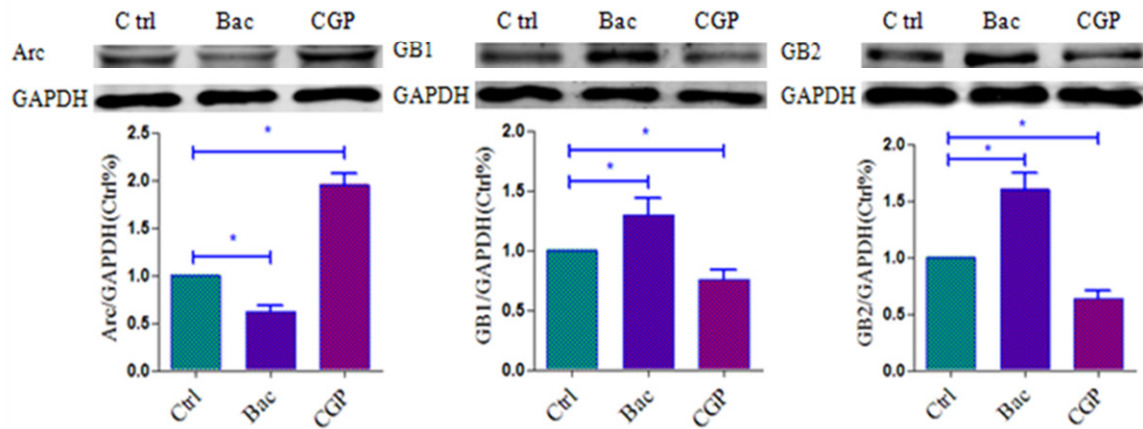 C trl Bac CGP
Arc
GAPDH
2.5
2.0
1.5
1.0
0.5
0.0
Arc/GAPDH(Ctrl%)
*
*
Ctrl Bac CGP
C trl Bac CGP
GB1
GAPDH
2.0
1.5
1.0
0.5
0.0
GB1/GAPDH(Ctrl%)
*
*
Ctrl Bac CGP
C trl Bac CGP
GB2
GAPDH
2.0
1.5
1.0
0.5
0.0
GB2/GAPDH(Ctrl%)
*
*
Ctrl Bac CGP